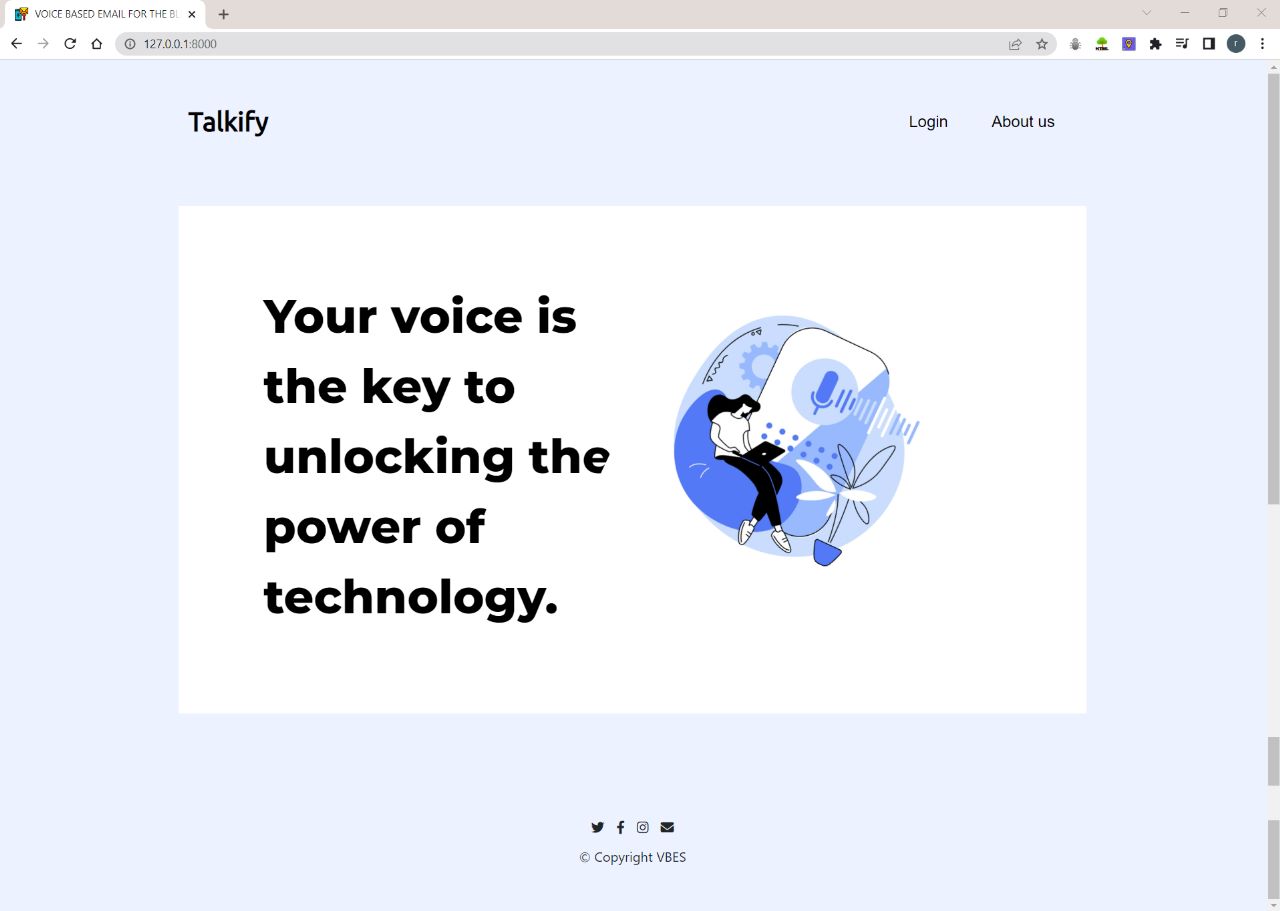 VOICE BASED EMAIL FOR THE BL
127.0.0.1:8000
Talkify
Login
About us
Your voice is
the key to
unlocking the
power of
technology.
© Copyright VBES